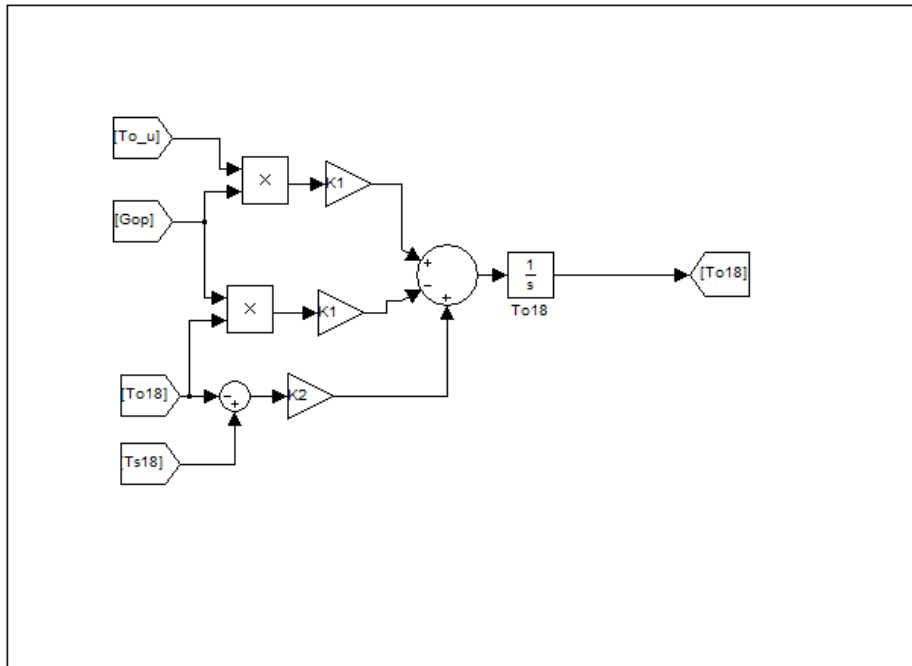 [To_u]
×
K1
[Gop]
+
−
+
1
s
To18
[To18]
×
K1
[To18]
−
+
K2
[Ts18]